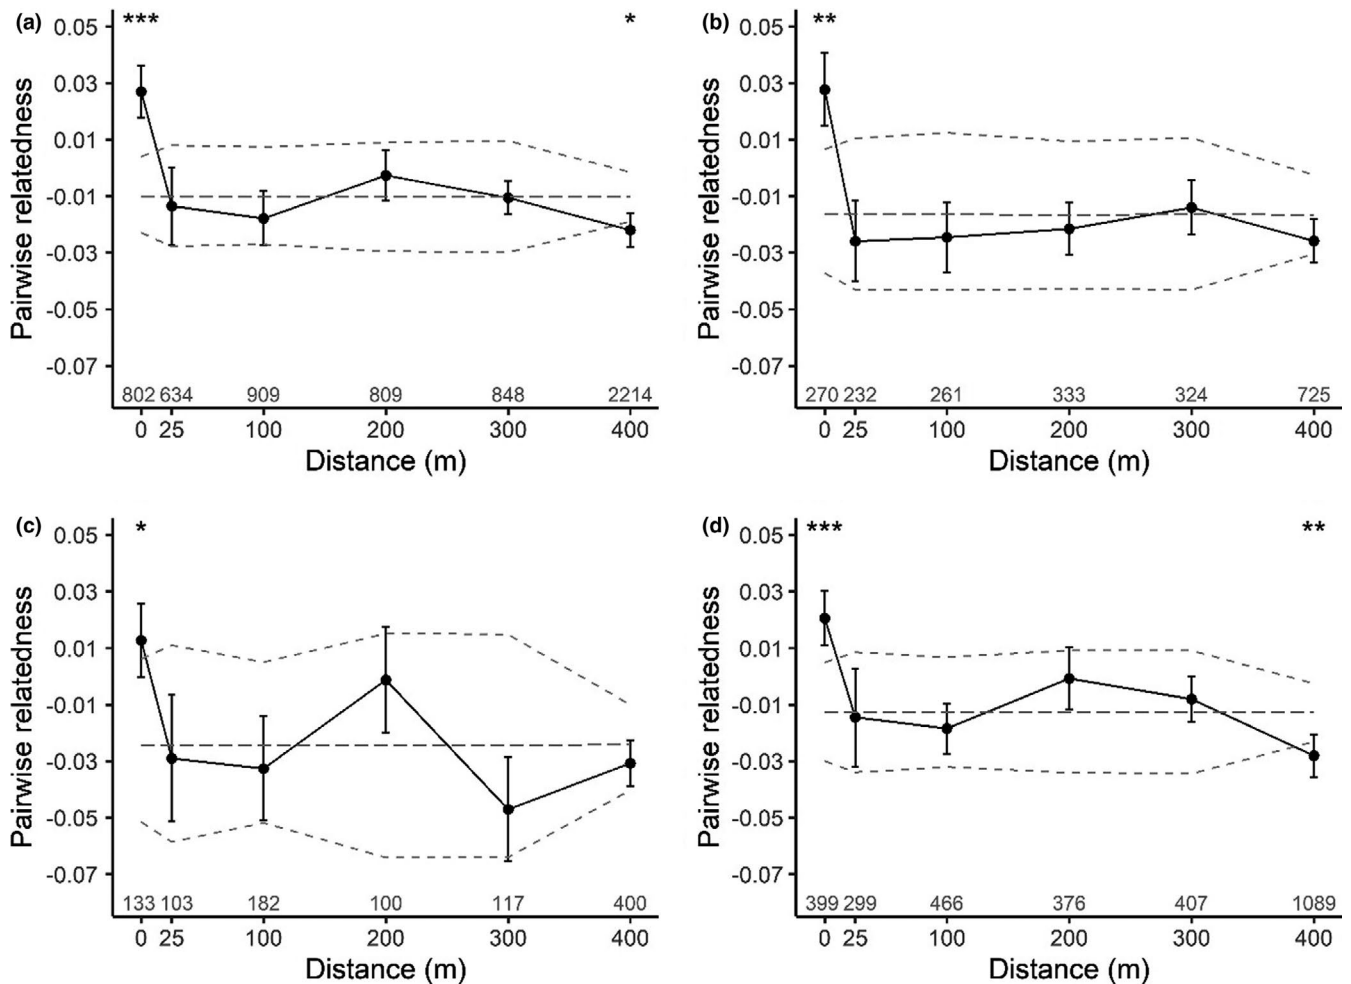 (a)
***
*
0.05
0.03
0.01
-0.01
-0.03
-0.05
-0.07
Pairwise relatedness
802 634 909 809 848 2214
0 25 100 200 300 400
Distance (m)
(b)
**
0.05
0.03
0.01
-0.01
-0.03
-0.05
-0.07
Pairwise relatedness
270 232 261 333 324 725
0 25 100 200 300 400
Distance (m)
(c)
*
0.05
0.03
0.01
-0.01
-0.03
-0.05
-0.07
Pairwise relatedness
133 103 182 100 117 400
0 25 100 200 300 400
Distance (m)
(d)
***
**
0.05
0.03
0.01
-0.01
-0.03
-0.05
-0.07
Pairwise relatedness
399 299 466 376 407 1089
0 25 100 200 300 400
Distance (m)